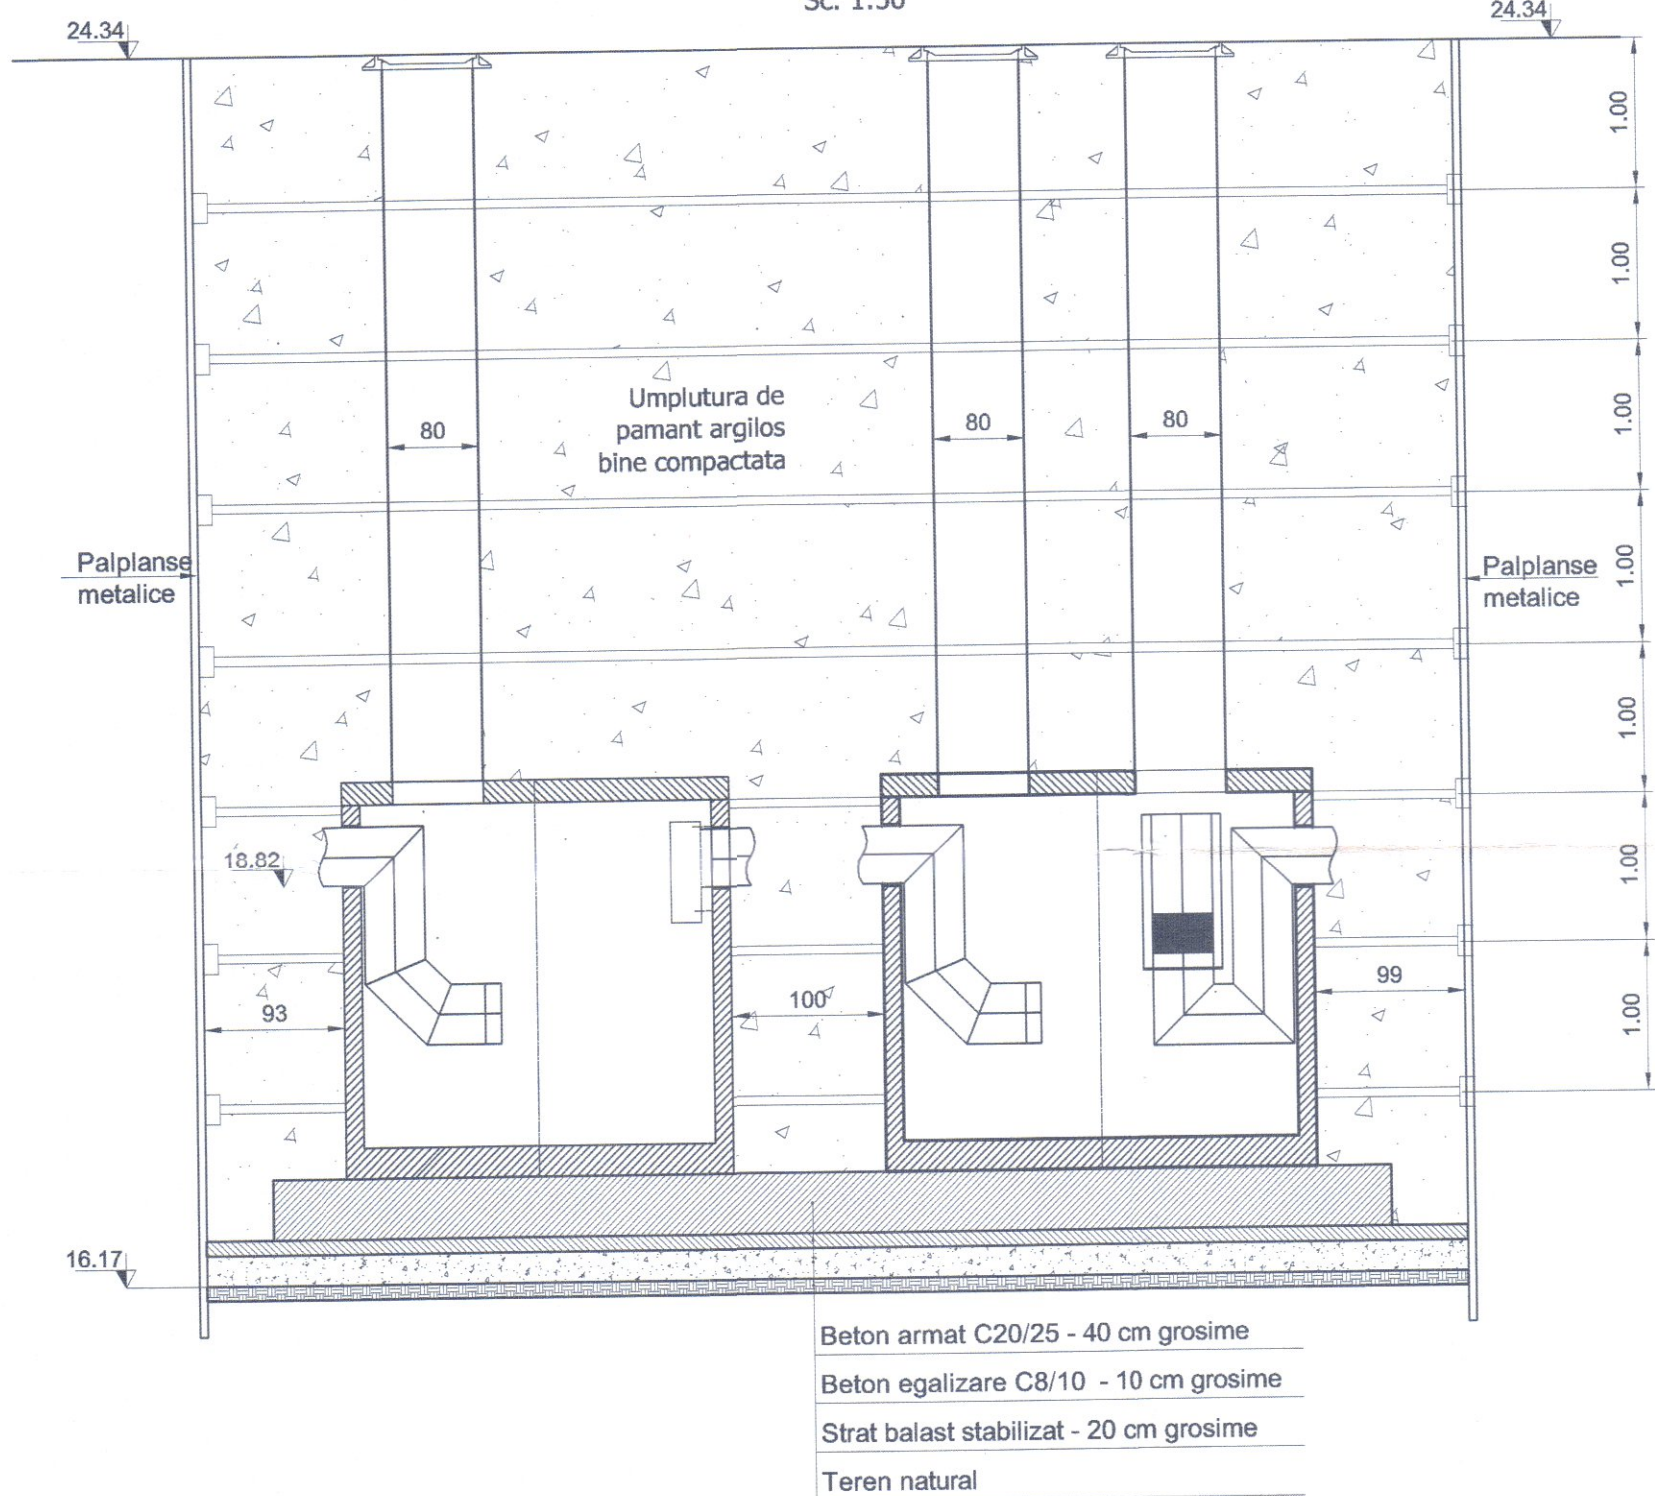 Sc. 1:50
24.34
24.34
1.00
1.00
Umplutura de
pamant argilos
bine compactata
80
80
80
1.00
Palplanse
metalice
Palplanse
metalice
1.00
1.00
18.82
1.00
93
100
99
1.00
16.17
Beton armat C20/25 - 40 cm grosime
Beton egalizare C8/10 - 10 cm grosime
Strat balast stabilizat - 20 cm grosime
Teren natural